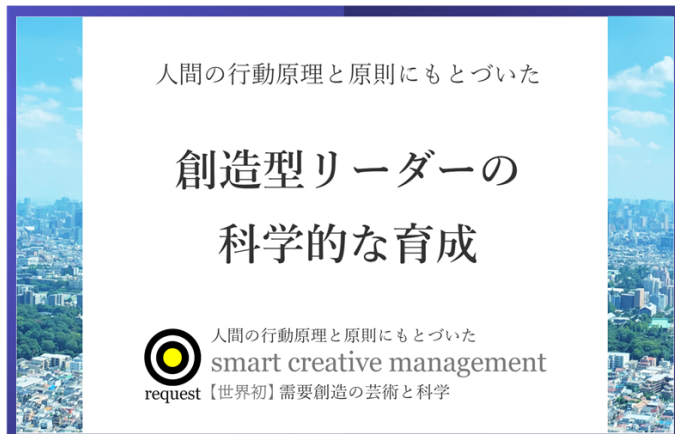 人間の行動原理と原則にもとづいた
創造型リーダーの
科学的な育成
人間の行動原理と原則にもとづいた
smart creative management
request【世界初】需要創造の芸術と科学